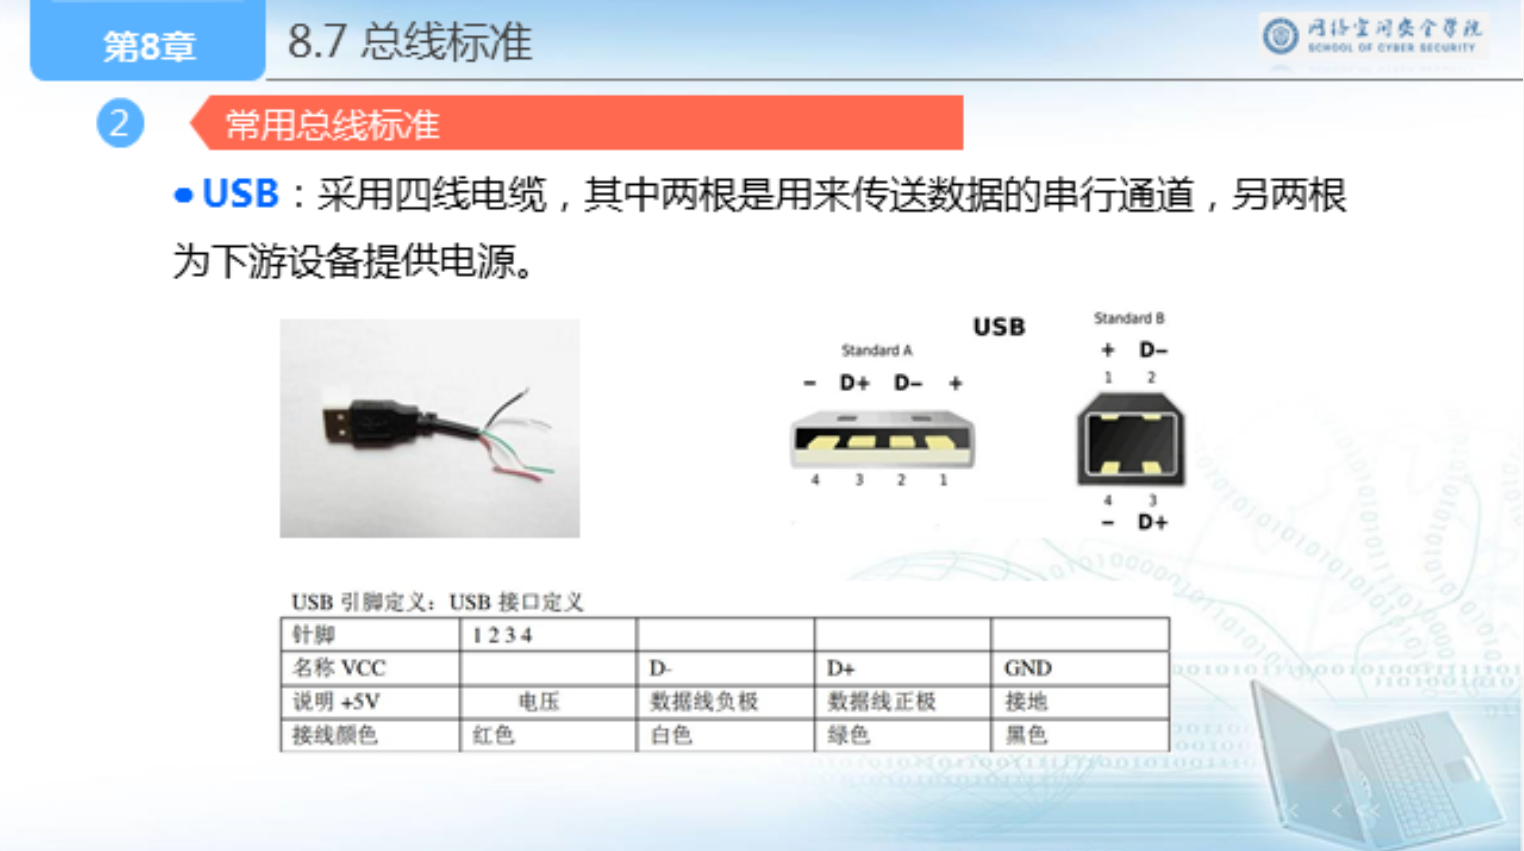 第8章
8.7 总线标准
网络空间安全学院
SCHOOL OF CYBER SECURITY
2
常用总线标准
●USB：采用四线电缆，其中两根是用来传送数据的串行通道，另两根
为下游设备提供电源。
USB
Standard A
− D+ D− +
4 3 2 1
Standard B
+ D−
1 2
4 3
− D+
USB 引脚定义：USB 接口定义
针脚 1 2 3 4
名称 VCC D- D+ GND
说明 +5V 电压 数据线负极 数据线正极 接地
接线颜色 红色 白色 绿色 黑色